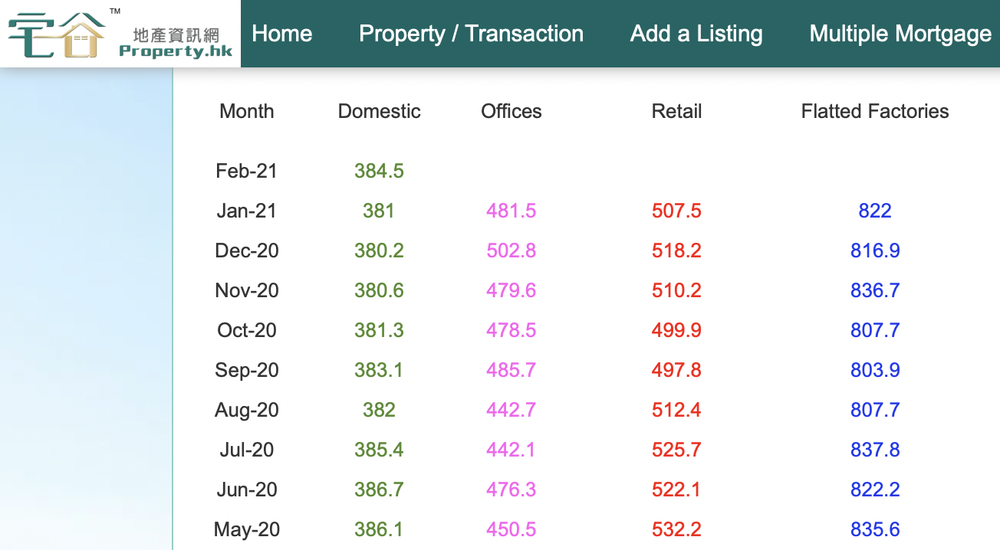 宅合 TM
地產資訊網
Property.hk
Home Property / Transaction Add a Listing Multiple Mortgage
Month Domestic Offices Retail Flatted Factories
Feb-21 384.5
Jan-21 381 481.5 507.5 822
Dec-20 380.2 502.8 518.2 816.9
Nov-20 380.6 479.6 510.2 836.7
Oct-20 381.3 478.5 499.9 807.7
Sep-20 383.1 485.7 497.8 803.9
Aug-20 382 442.7 512.4 807.7
Jul-20 385.4 442.1 525.7 837.8
Jun-20 386.7 476.3 522.1 822.2
May-20 386.1 450.5 532.2 835.6